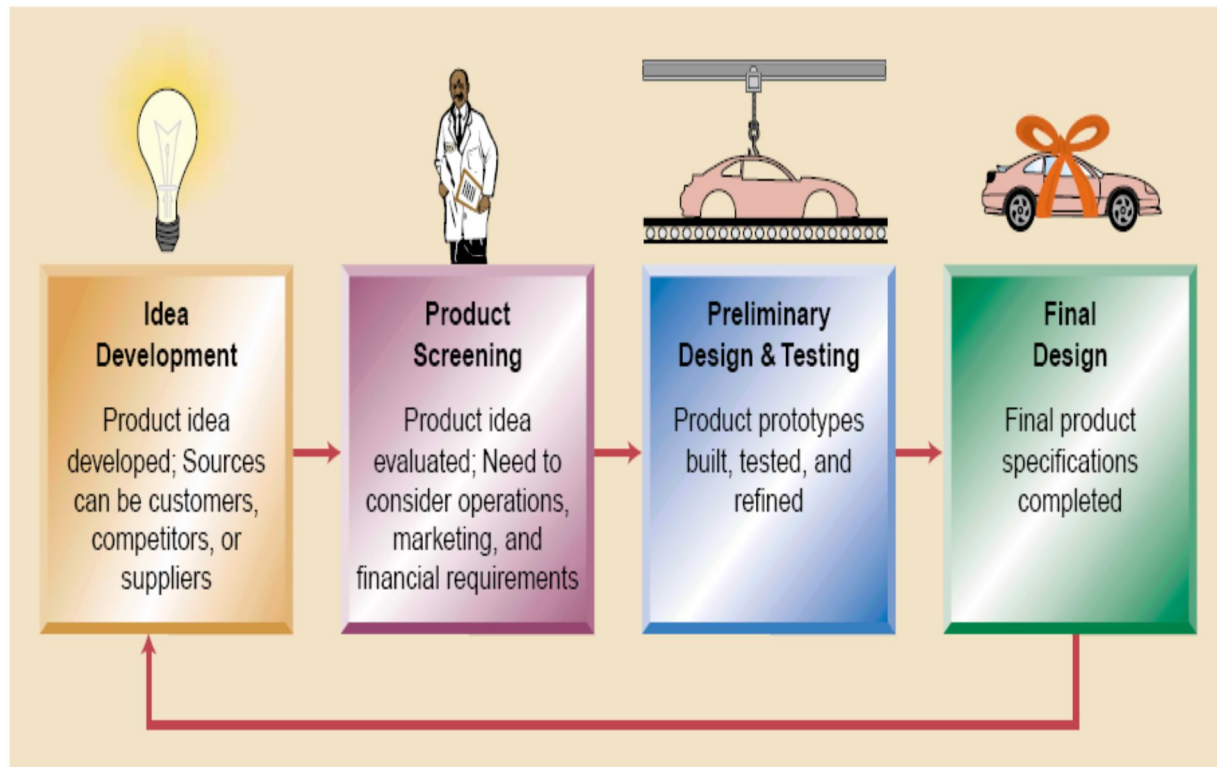 Idea
Development
Product idea
developed; Sources
can be customers,
competitors, or
suppliers
Product
Screening
Product idea
evaluated; Need to
consider operations,
marketing, and
financial requirements
Preliminary
Design & Testing
Product prototypes
built, tested, and
refined
Final
Design
Final product
specifications
completed